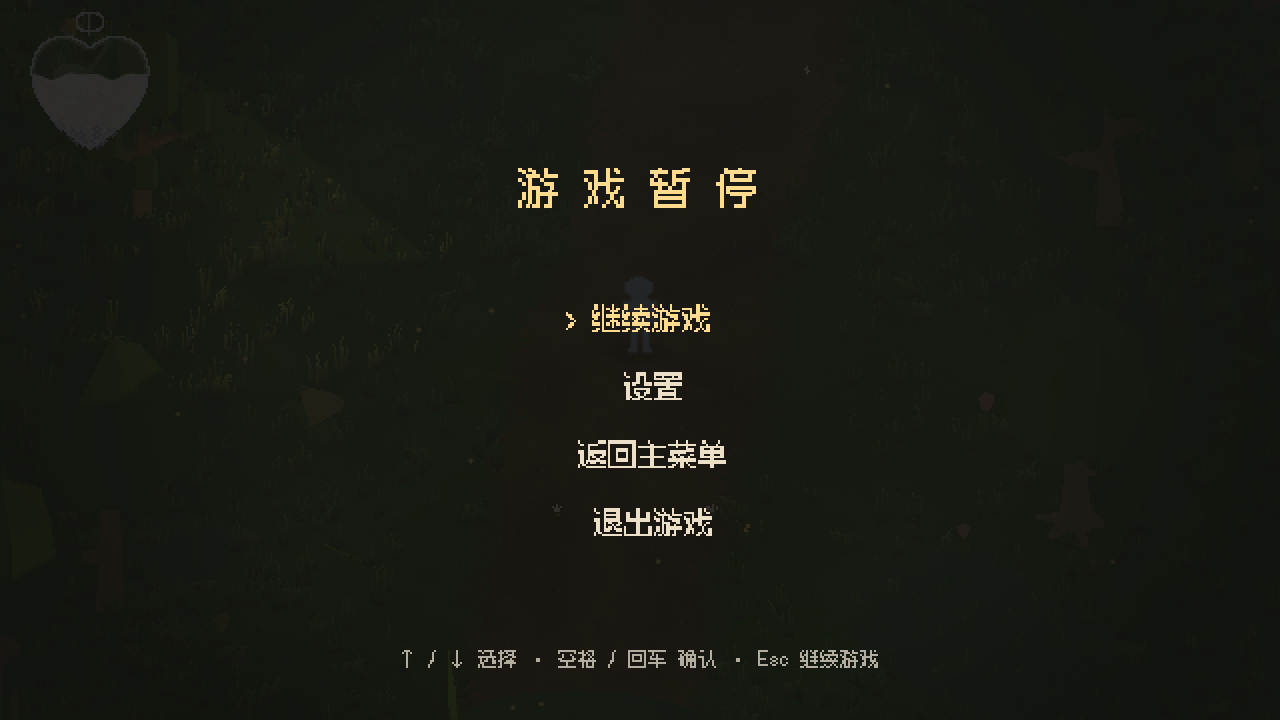 游戏暂停
› 继续游戏
设置
返回主菜单
退出游戏
↑ / ↓ 选择 · 空格 / 回车 确认 · Esc 继续游戏